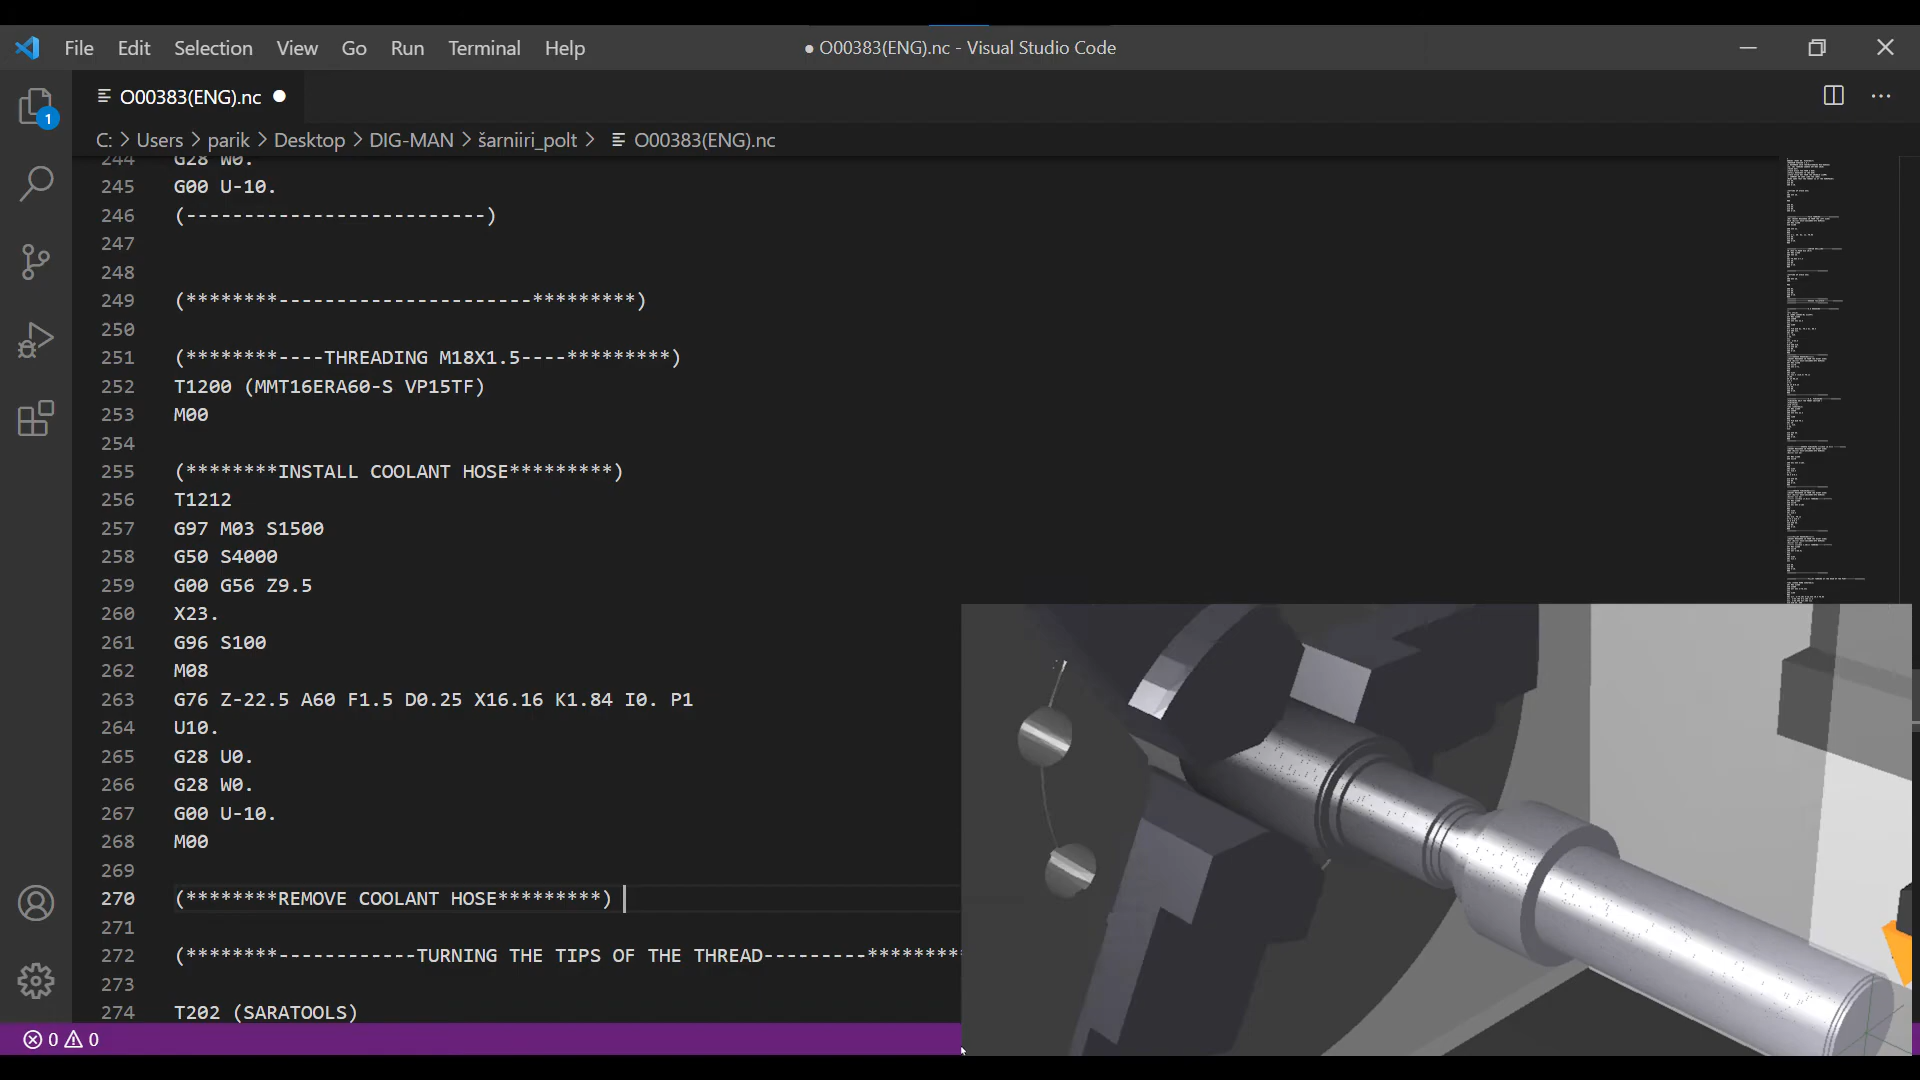 File Edit Selection View Go Run Terminal Help
● O00383(ENG).nc - Visual Studio Code
O00383(ENG).nc ●
C: > Users > parik > Desktop > DIG-MAN > šarniiri_polt > O00383(ENG).nc
1
244 G28 W0.
245 G00 U-10.
246 (--------------------------)
247
248
249 (********----------------------*********)
250
251 (********----THREADING M18X1.5----*********)
252 T1200 (MMT16ERA60-S VP15TF)
253 M00
254
255 (********INSTALL COOLANT HOSE*********)
256 T1212
257 G97 M03 S1500
258 G50 S4000
259 G00 G56 Z9.5
260 X23.
261 G96 S100
262 M08
263 G76 Z-22.5 A60 F1.5 D0.25 X16.16 K1.84 I0. P1
264 U10.
265 G28 U0.
266 G28 W0.
267 G00 U-10.
268 M00
269
270 (********REMOVE COOLANT HOSE*********)
271
272 (********------------TURNING THE TIPS OF THE THREAD---------********
273
274 T202 (SARATOOLS)
0 0